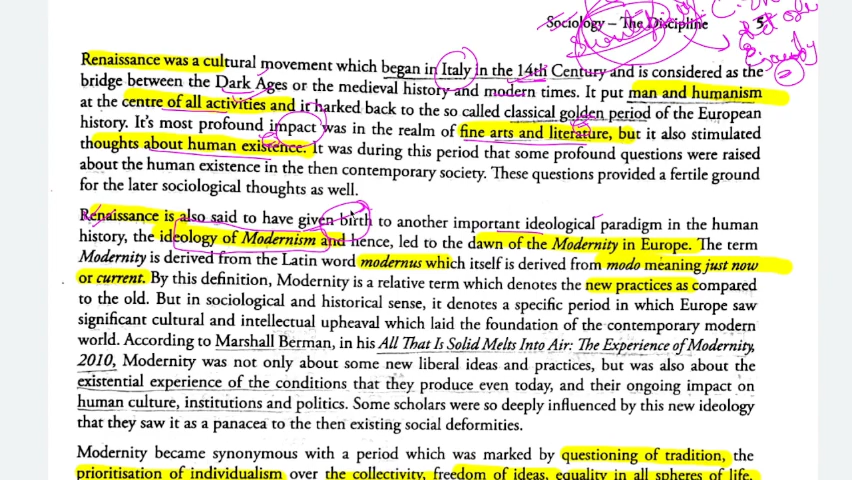 Sociology – The Discipline 5
Renaissance was a cultural movement which began in Italy in the 14th Century and is considered as the
bridge between the Dark Ages or the medieval history and modern times. It put man and humanism
at the centre of all activities and it harked back to the so called classical golden period of the European
history. It's most profound impact was in the realm of fine arts and literature, but it also stimulated
thoughts about human existence. It was during this period that some profound questions were raised
about the human existence in the then contemporary society. These questions provided a fertile ground
for the later sociological thoughts as well.
Renaissance is also said to have given birth to another important ideological paradigm in the human
history, the ideology of Modernism and hence, led to the dawn of the Modernity in Europe. The term
Modernity is derived from the Latin word modernus which itself is derived from modo meaning just now
or current. By this definition, Modernity is a relative term which denotes the new practices as compared
to the old. But in sociological and historical sense, it denotes a specific period in which Europe saw
significant cultural and intellectual upheaval which laid the foundation of the contemporary modern
world. According to Marshall Berman, in his All That Is Solid Melts Into Air: The Experience of Modernity,
2010, Modernity was not only about some new liberal ideas and practices, but was also about the
existential experience of the conditions that they produce even today, and their ongoing impact on
human culture, institutions and politics. Some scholars were so deeply influenced by this new ideology
that they saw it as a panacea to the then existing social deformities.
Modernity became synonymous with a period which was marked by questioning of tradition, the
prioritisation of individualism over the collectivity, freedom of ideas, equality in all spheres of life,